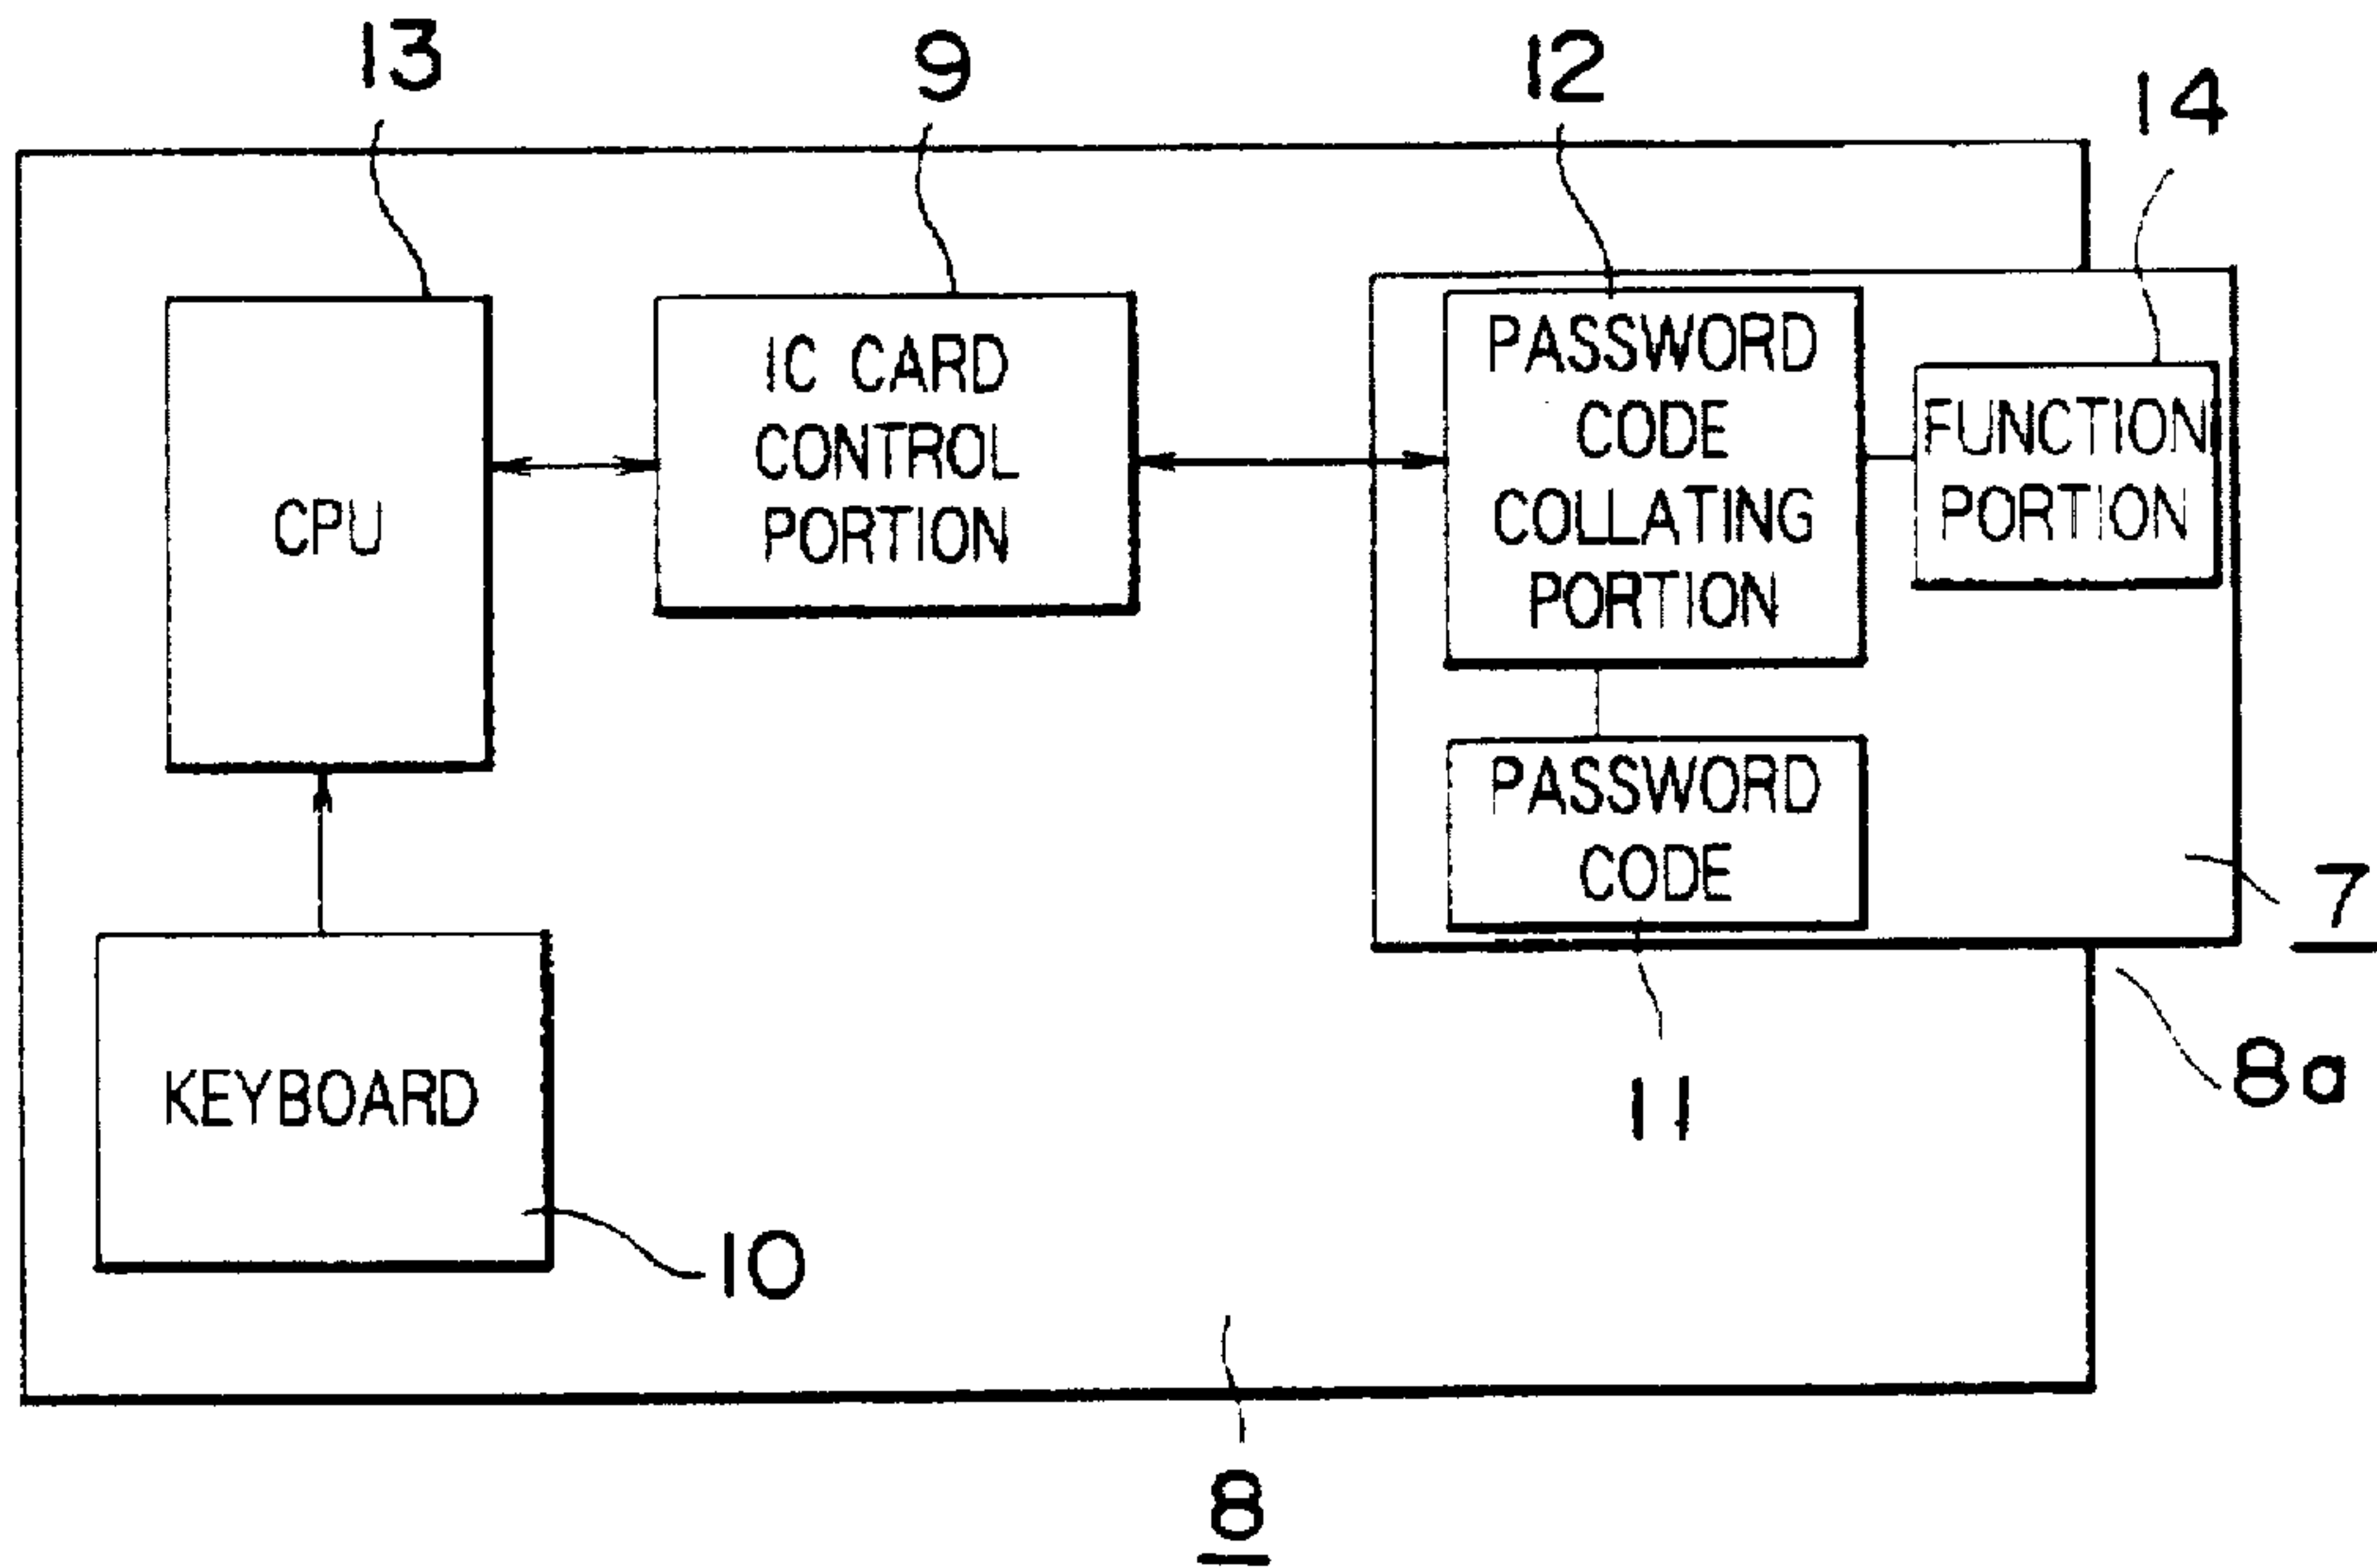 13
9
12
14
CPU
IC CARD
CONTROL
PORTION
PASSWORD
CODE
COLLATING
PORTION
FUNCTION
PORTION
PASSWORD
CODE
7
KEYBOARD
8a
11
10
8